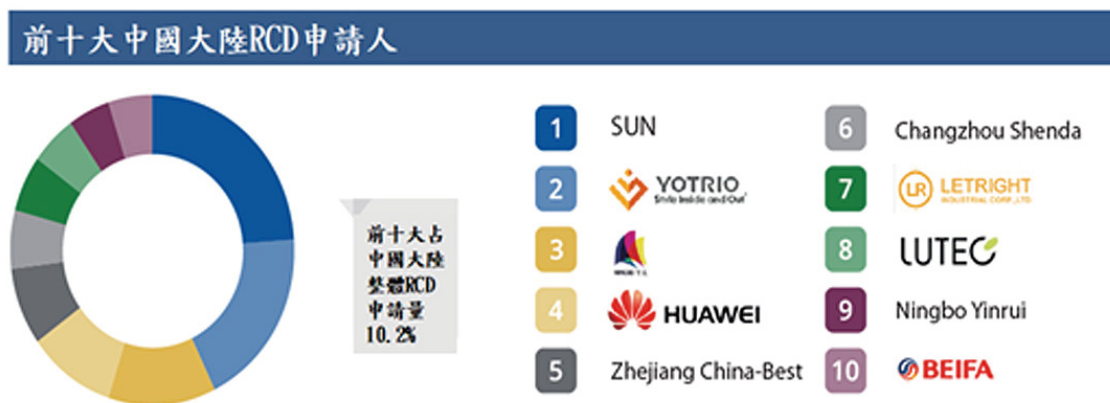 前十大中國大陸RCD申請人
前十大占
中國大陸
整體RCD
申請量
10.2%
1 SUN
2 YOTRIO
Smile Inside and Out
3
4 HUAWEI
5 Zhejiang China-Best
6 Changzhou Shenda
7 UR LETRIGHT
INDUSTRIAL CORP.,LTD.
8 LUTEC
9 Ningbo Yinrui
10 BEIFA